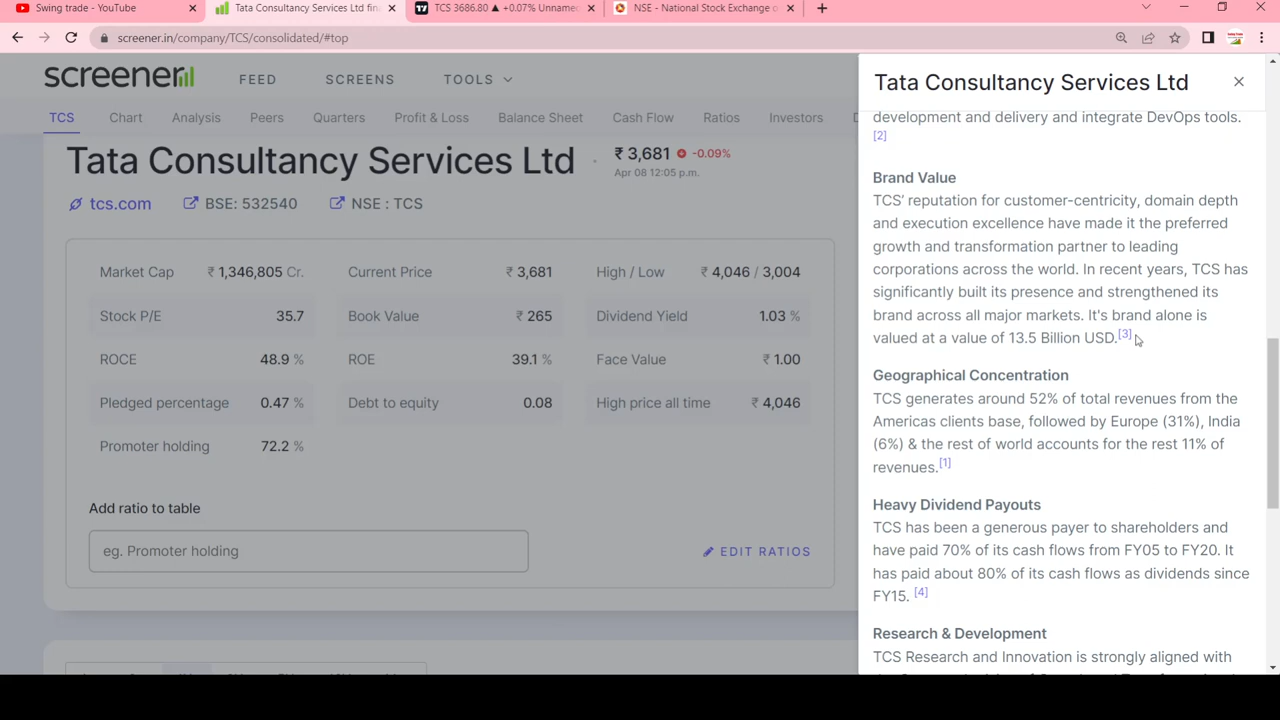 Swing trade - YouTube
Tata Consultancy Services Ltd fin
TCS 3686.80 ▲ +0.07% Unname
NSE - National Stock Exchange o
screener.in/company/TCS/consolidated/#top
screener
FEED
SCREENS
TOOLS
TCS
Chart
Analysis
Peers
Quarters
Profit & Loss
Balance Sheet
Cash Flow
Ratios
Investors
D
Tata Consultancy Services Ltd
₹ 3,681 -0.09%
Apr 08 12:05 p.m.
tcs.com
BSE: 532540
NSE : TCS
Market Cap ₹ 1,346,805 Cr.
Current Price ₹ 3,681
High / Low ₹ 4,046 / 3,004
Stock P/E 35.7
Book Value ₹ 265
Dividend Yield 1.03 %
ROCE 48.9 %
ROE 39.1 %
Face Value ₹ 1.00
Pledged percentage 0.47 %
Debt to equity 0.08
High price all time ₹ 4,046
Promoter holding 72.2 %
Add ratio to table
eg. Promoter holding
EDIT RATIOS
Tata Consultancy Services Ltd
development and delivery and integrate DevOps tools.
[2]
Brand Value
TCS’ reputation for customer-centricity, domain depth
and execution excellence have made it the preferred
growth and transformation partner to leading
corporations across the world. In recent years, TCS has
significantly built its presence and strengthened its
brand across all major markets. It's brand alone is
valued at a value of 13.5 Billion USD.[3]
Geographical Concentration
TCS generates around 52% of total revenues from the
Americas clients base, followed by Europe (31%), India
(6%) & the rest of world accounts for the rest 11% of
revenues.[1]
Heavy Dividend Payouts
TCS has been a generous payer to shareholders and
have paid 70% of its cash flows from FY05 to FY20. It
has paid about 80% of its cash flows as dividends since
FY15. [4]
Research & Development
TCS Research and Innovation is strongly aligned with